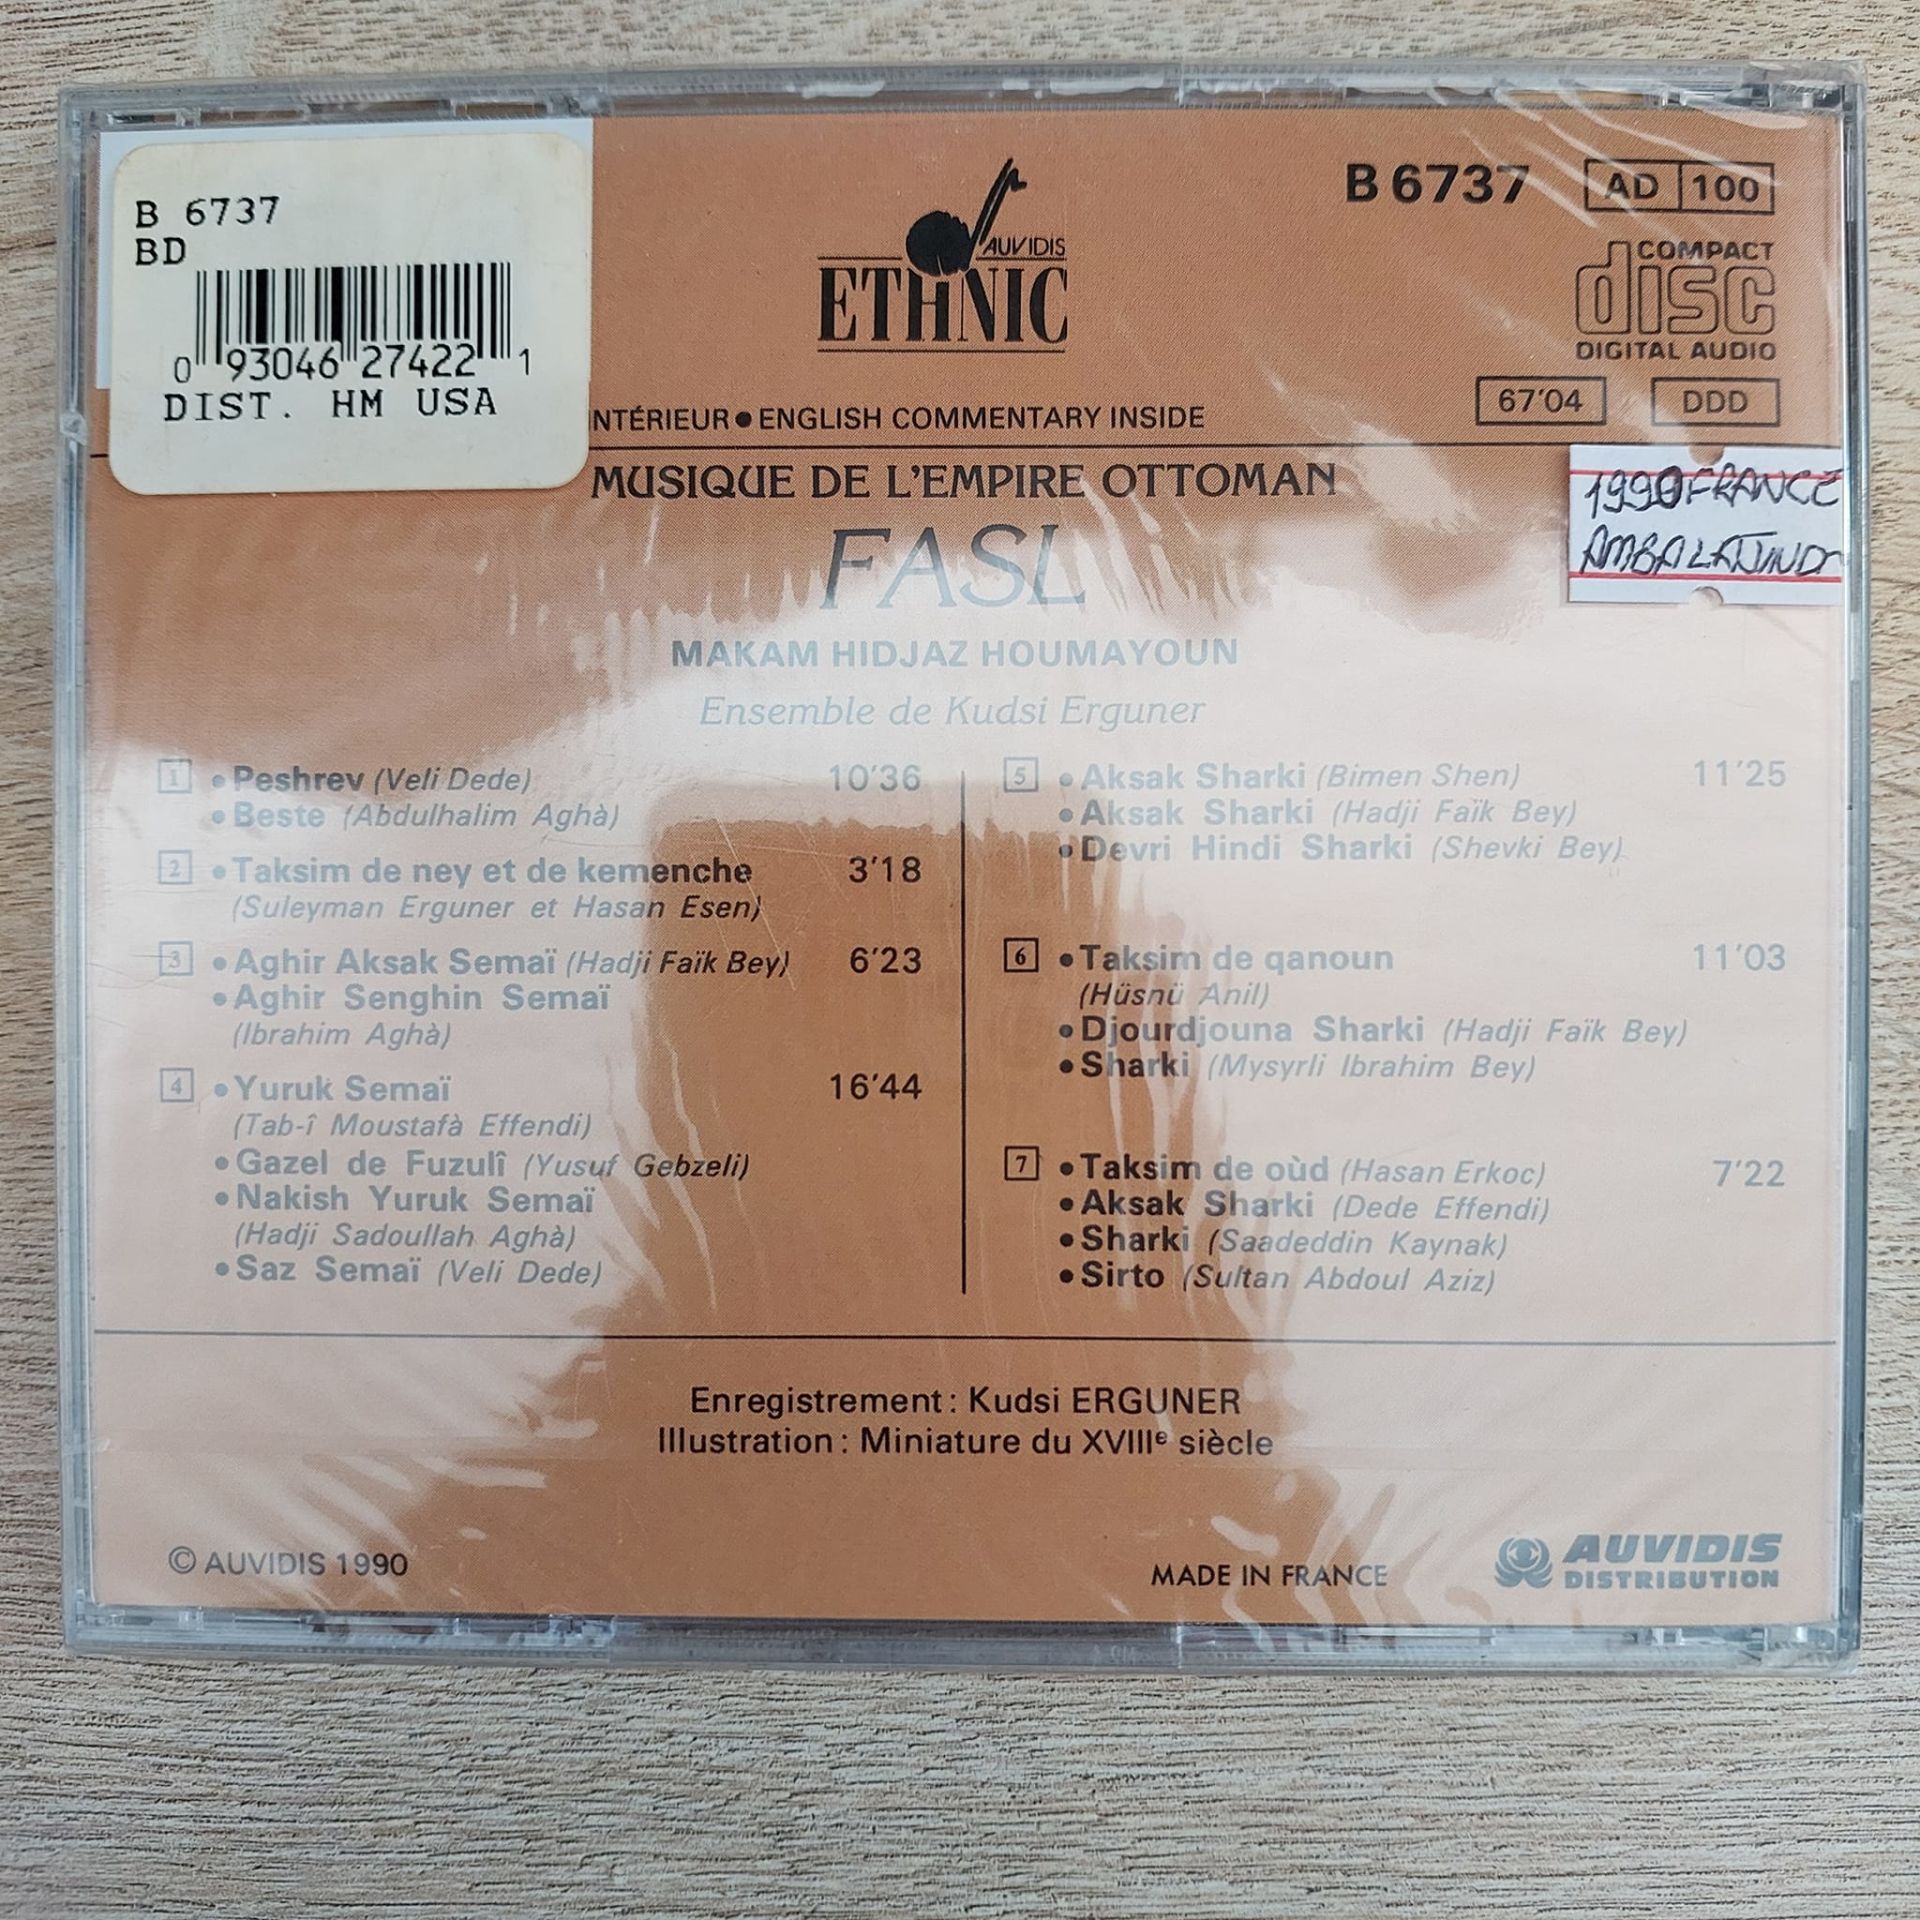 B 6737
BD
0 93046 27422 1
DIST. HM USA
AUVIDIS
ETHNIC
B 6737 AD 100
COMPACT
disc
DIGITAL AUDIO
67'04 DDD
NTÉRIEUR ● ENGLISH COMMENTARY INSIDE
MUSIQUE DE L'EMPIRE OTTOMAN
1990 FRANCE
AMBALAJINDA
FASL
MAKAM HIDJAZ HOUMAYOUN
Ensemble de Kudsi Erguner
1 • Peshrev (Veli Dede) 10'36
• Beste (Abdulhalim Aghà)
2 • Taksim de ney et de kemenche 3'18
(Suleyman Erguner et Hasan Esen)
3 • Aghir Aksak Semaï (Hadji Faïk Bey) 6'23
• Aghir Senghin Semaï
(Ibrahim Aghà)
4 • Yuruk Semaï 16'44
(Tab-î Moustafà Effendi)
• Gazel de Fuzulî (Yusuf Gebzeli)
• Nakish Yuruk Semaï
(Hadji Sadoullah Aghà)
• Saz Semaï (Veli Dede)
5 • Aksak Sharki (Bimen Shen) 11'25
• Aksak Sharki (Hadji Faïk Bey)
• Devri Hindi Sharki (Shevki Bey)
6 • Taksim de qanoun 11'03
(Hüsnü Anil)
• Djourdjouna Sharki (Hadji Faïk Bey)
• Sharki (Mysyrli Ibrahim Bey)
7 • Taksim de oùd (Hasan Erkoc) 7'22
• Aksak Sharki (Dede Effendi)
• Sharki (Saadeddin Kaynak)
• Sirto (Sultan Abdoul Aziz)
Enregistrement : Kudsi ERGUNER
Illustration : Miniature du XVIIIe siècle
© AUVIDIS 1990
MADE IN FRANCE
AUVIDIS
DISTRIBUTION